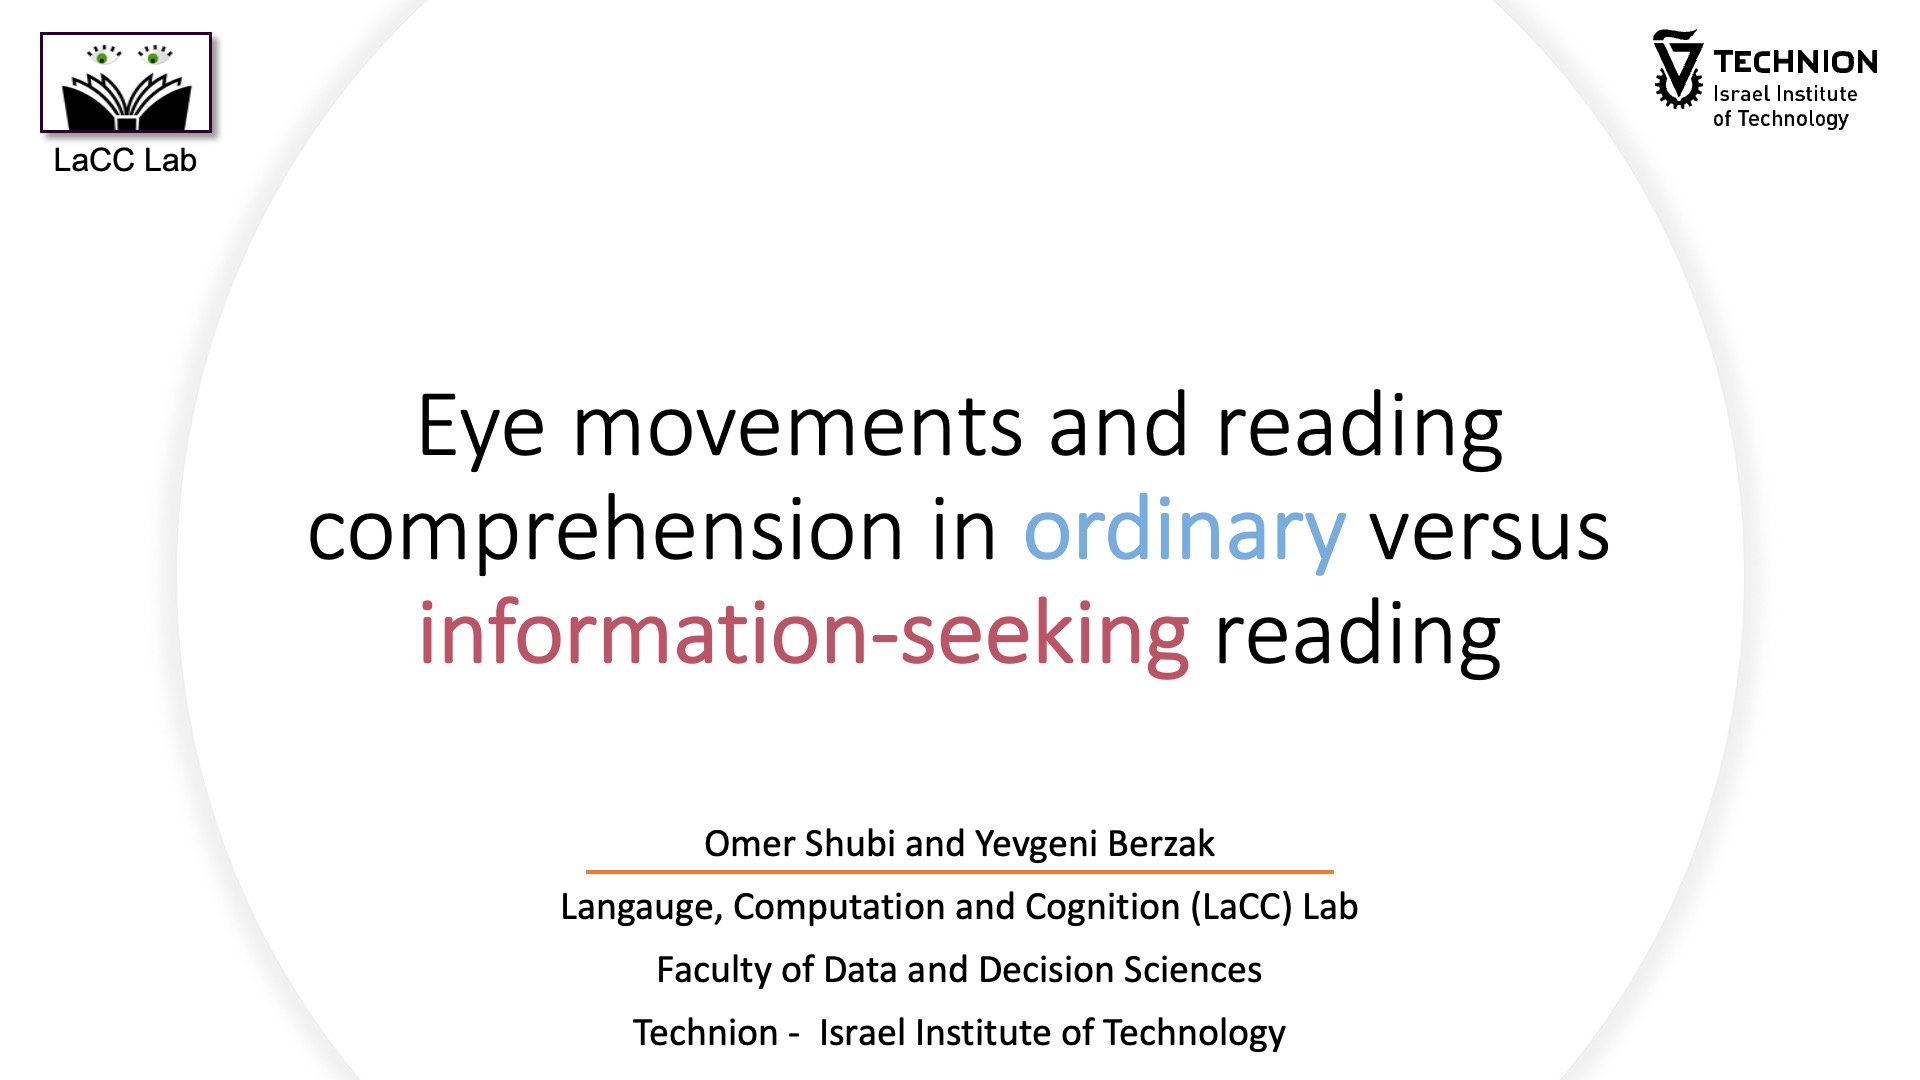 LaCC Lab
TECHNION
Israel Institute
of Technology
Eye movements and reading
comprehension in ordinary versus
information-seeking reading
Omer Shubi and Yevgeni Berzak
Langauge, Computation and Cognition (LaCC) Lab
Faculty of Data and Decision Sciences
Technion -  Israel Institute of Technology